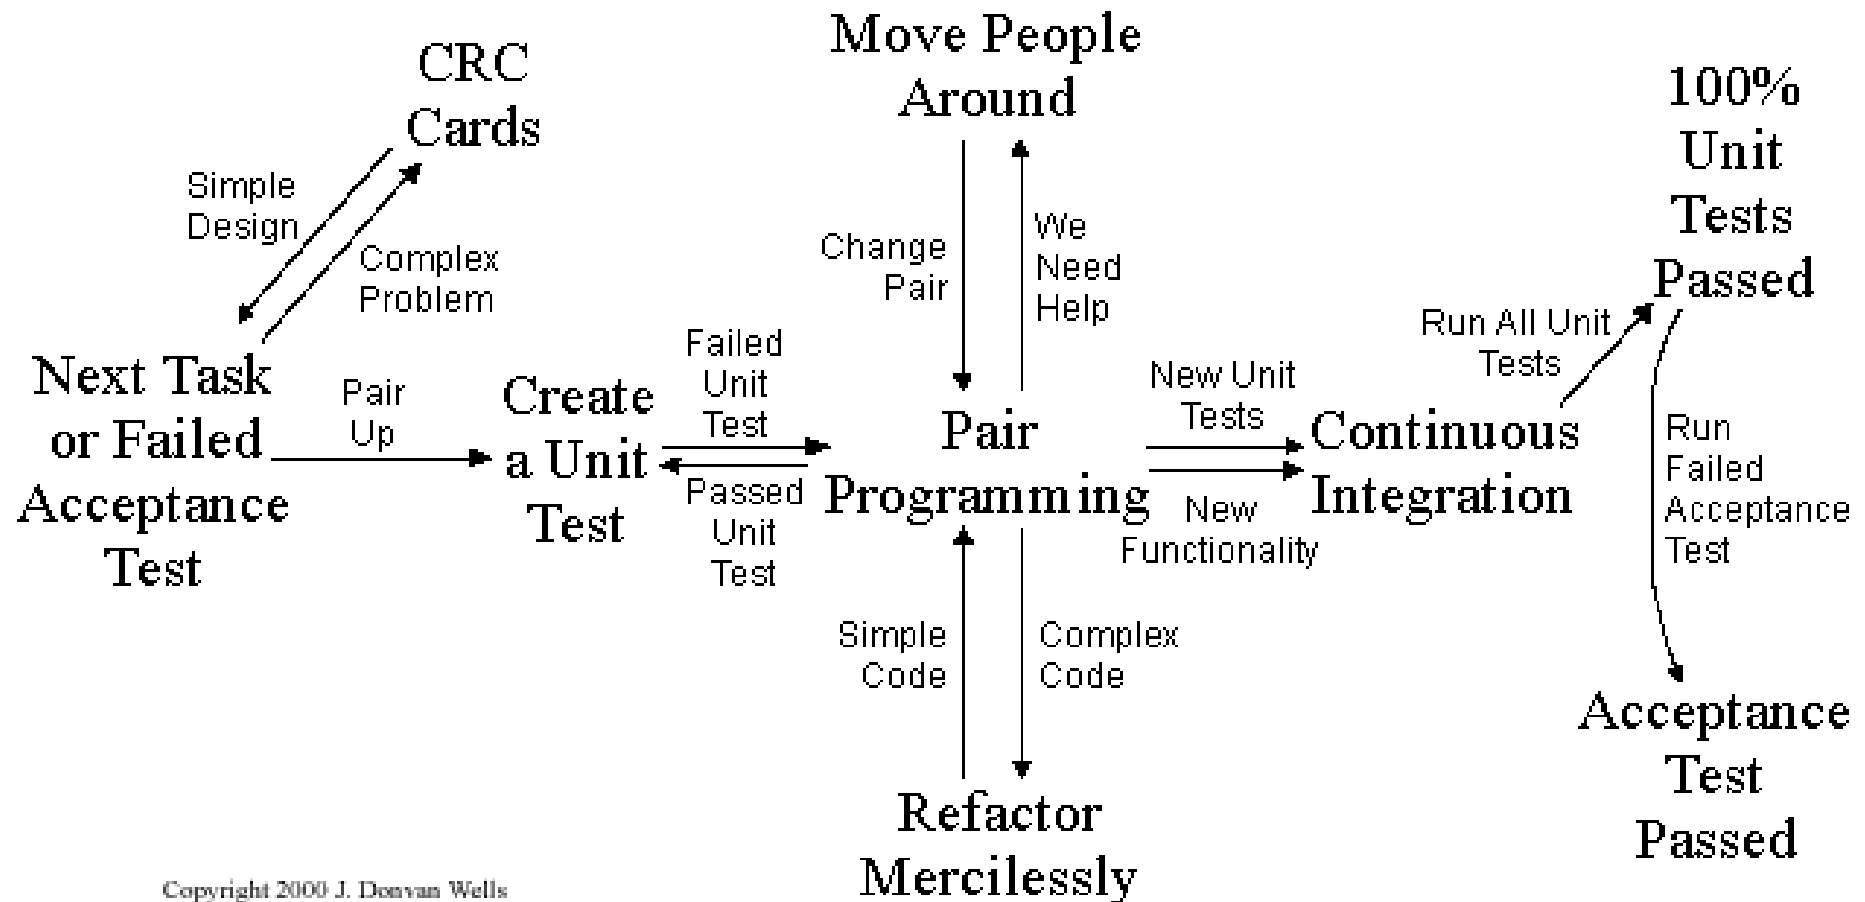 CRC
Cards
Simple
Design
Complex
Problem
Next Task
or Failed
Acceptance
Test
Pair
Up
Create
a Unit
Test
Failed
Unit
Test
Passed
Unit
Test
Move People
Around
Change
Pair
We
Need
Help
Pair
Programming
Simple
Code
Complex
Code
Refactor
Mercilessly
New Unit
Tests
New
Functionality
Continuous
Integration
Run All Unit
Tests
100%
Unit
Tests
Passed
Run
Failed
Acceptance
Test
Acceptance
Test
Passed
Copyright 2000 J. Donvan Wells